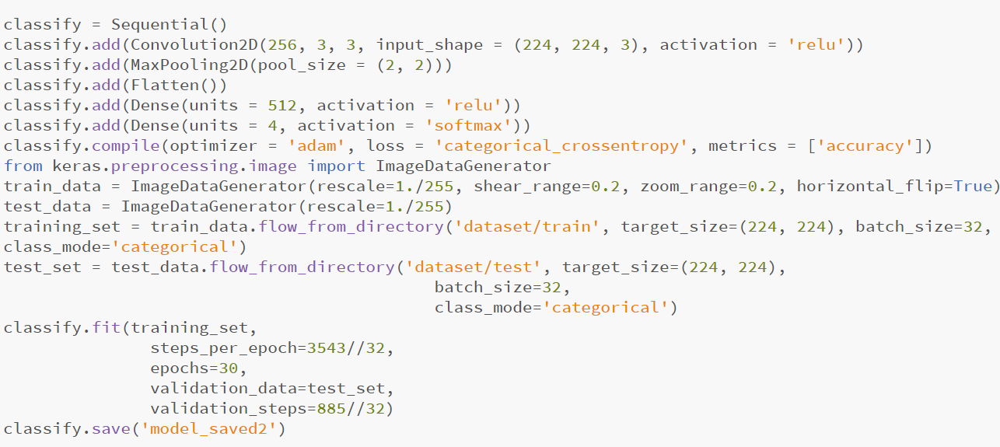 classify = Sequential()
classify.add(Convolution2D(256, 3, 3, input_shape = (224, 224, 3), activation = 'relu'))
classify.add(MaxPooling2D(pool_size = (2, 2)))
classify.add(Flatten())
classify.add(Dense(units = 512, activation = 'relu'))
classify.add(Dense(units = 4, activation = 'softmax'))
classify.compile(optimizer = 'adam', loss = 'categorical_crossentropy', metrics = ['accuracy'])
from keras.preprocessing.image import ImageDataGenerator
train_data = ImageDataGenerator(rescale=1./255, shear_range=0.2, zoom_range=0.2, horizontal_flip=True)
test_data = ImageDataGenerator(rescale=1./255)
training_set = train_data.flow_from_directory('dataset/train', target_size=(224, 224), batch_size=32,
class_mode='categorical')
test_set = test_data.flow_from_directory('dataset/test', target_size=(224, 224),
                                            batch_size=32,
                                            class_mode='categorical')
classify.fit(training_set,
               steps_per_epoch=3543//32,
               epochs=30,
               validation_data=test_set,
               validation_steps=885//32)
classify.save('model_saved2')